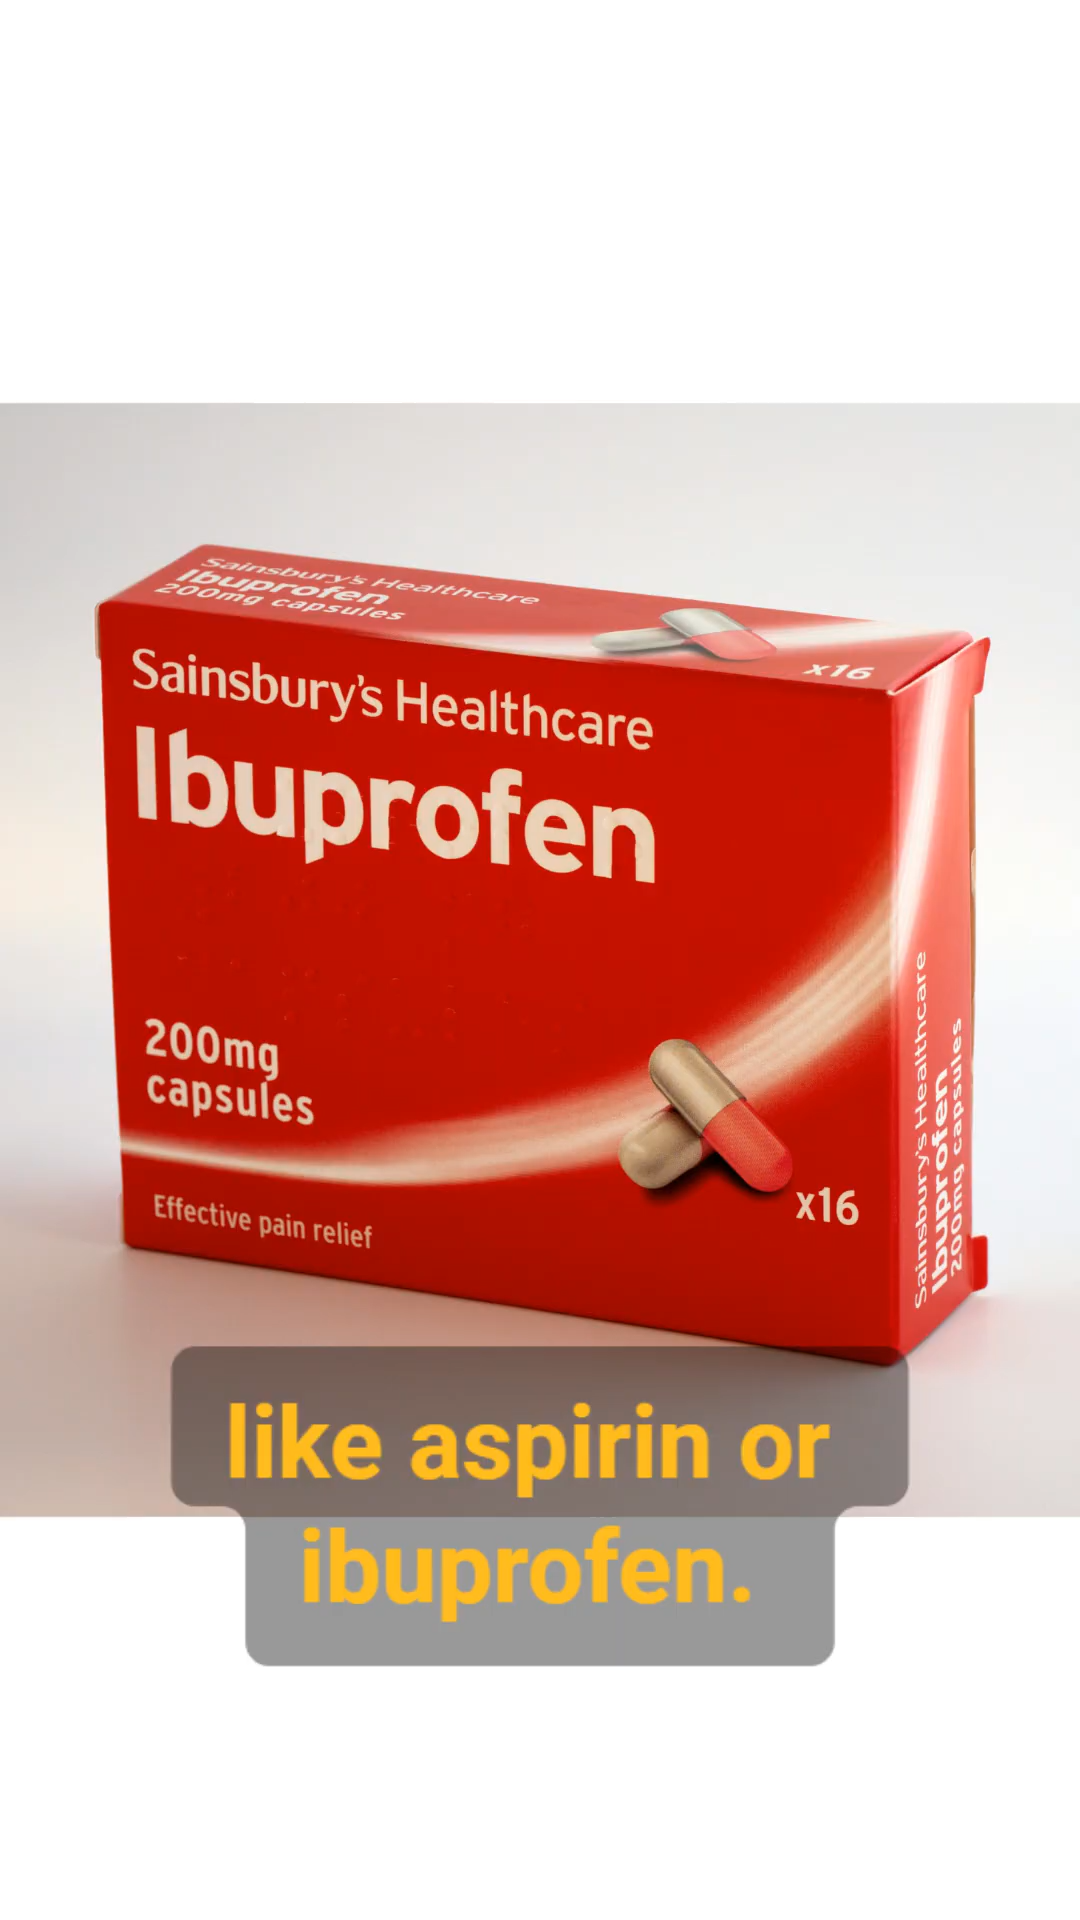 Sainsbury's Healthcare
Ibuprofen
200mg capsules
x16
Sainsbury's Healthcare
Ibuprofen
200mg
capsules
Effective pain relief
x16
Sainsbury's Healthcare
Ibuprofen
200mg capsules
like aspirin or
ibuprofen.